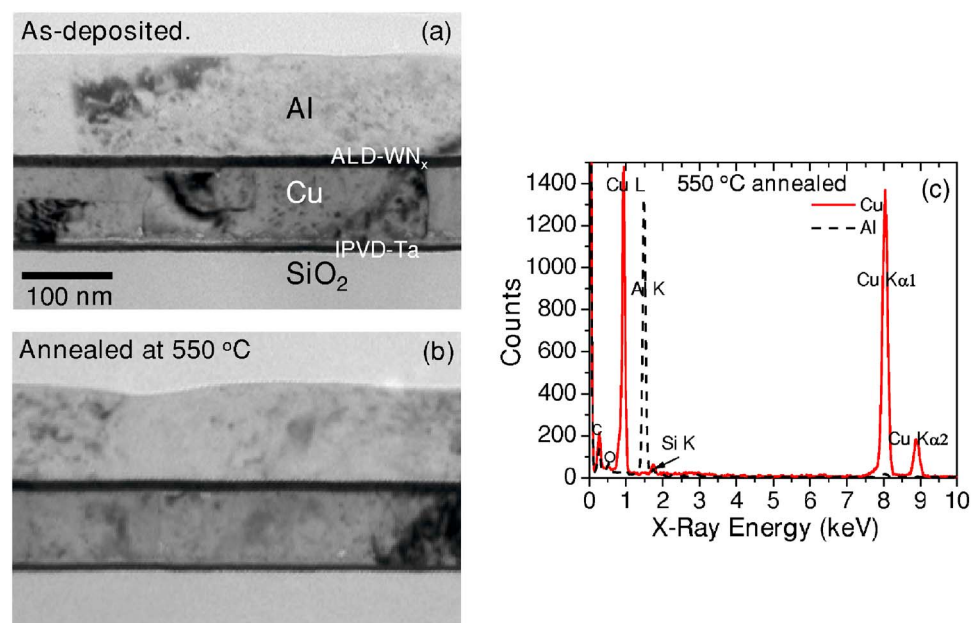 As-deposited. (a)
Al
ALD-WNx
Cu
IPVD-Ta
SiO2
100 nm
Annealed at 550 °C (b)
1400
1200
1000
800
600
400
200
0
Counts
0 1 2 3 4 5 6 7 8 9 10
X-Ray Energy (keV)
550 °C annealed (c)
Cu L
Cu
Al
Al K
Cu Kα1
Cu Kα2
Si K
C
O